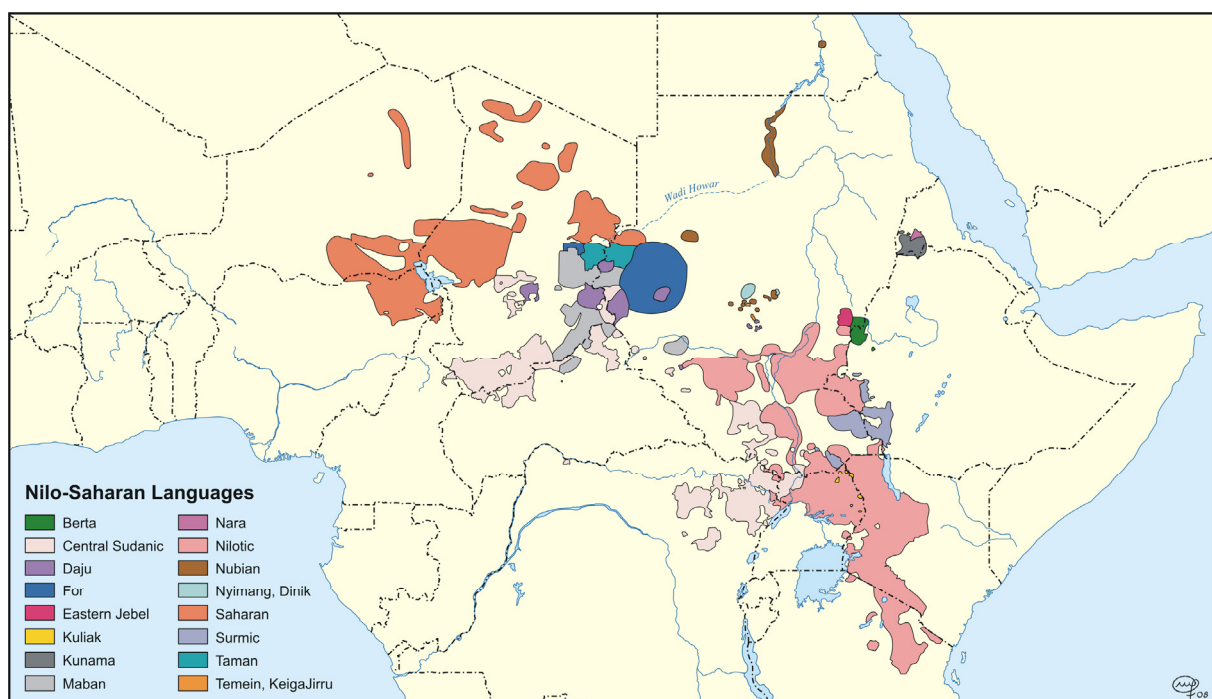 Wadi Howar
Nilo-Saharan Languages
Berta
Central Sudanic
Daju
For
Eastern Jebel
Kuliak
Kunama
Maban
Nara
Nilotic
Nubian
Nyimang, Dinik
Saharan
Surmic
Taman
Temein, KeigaJirru
08